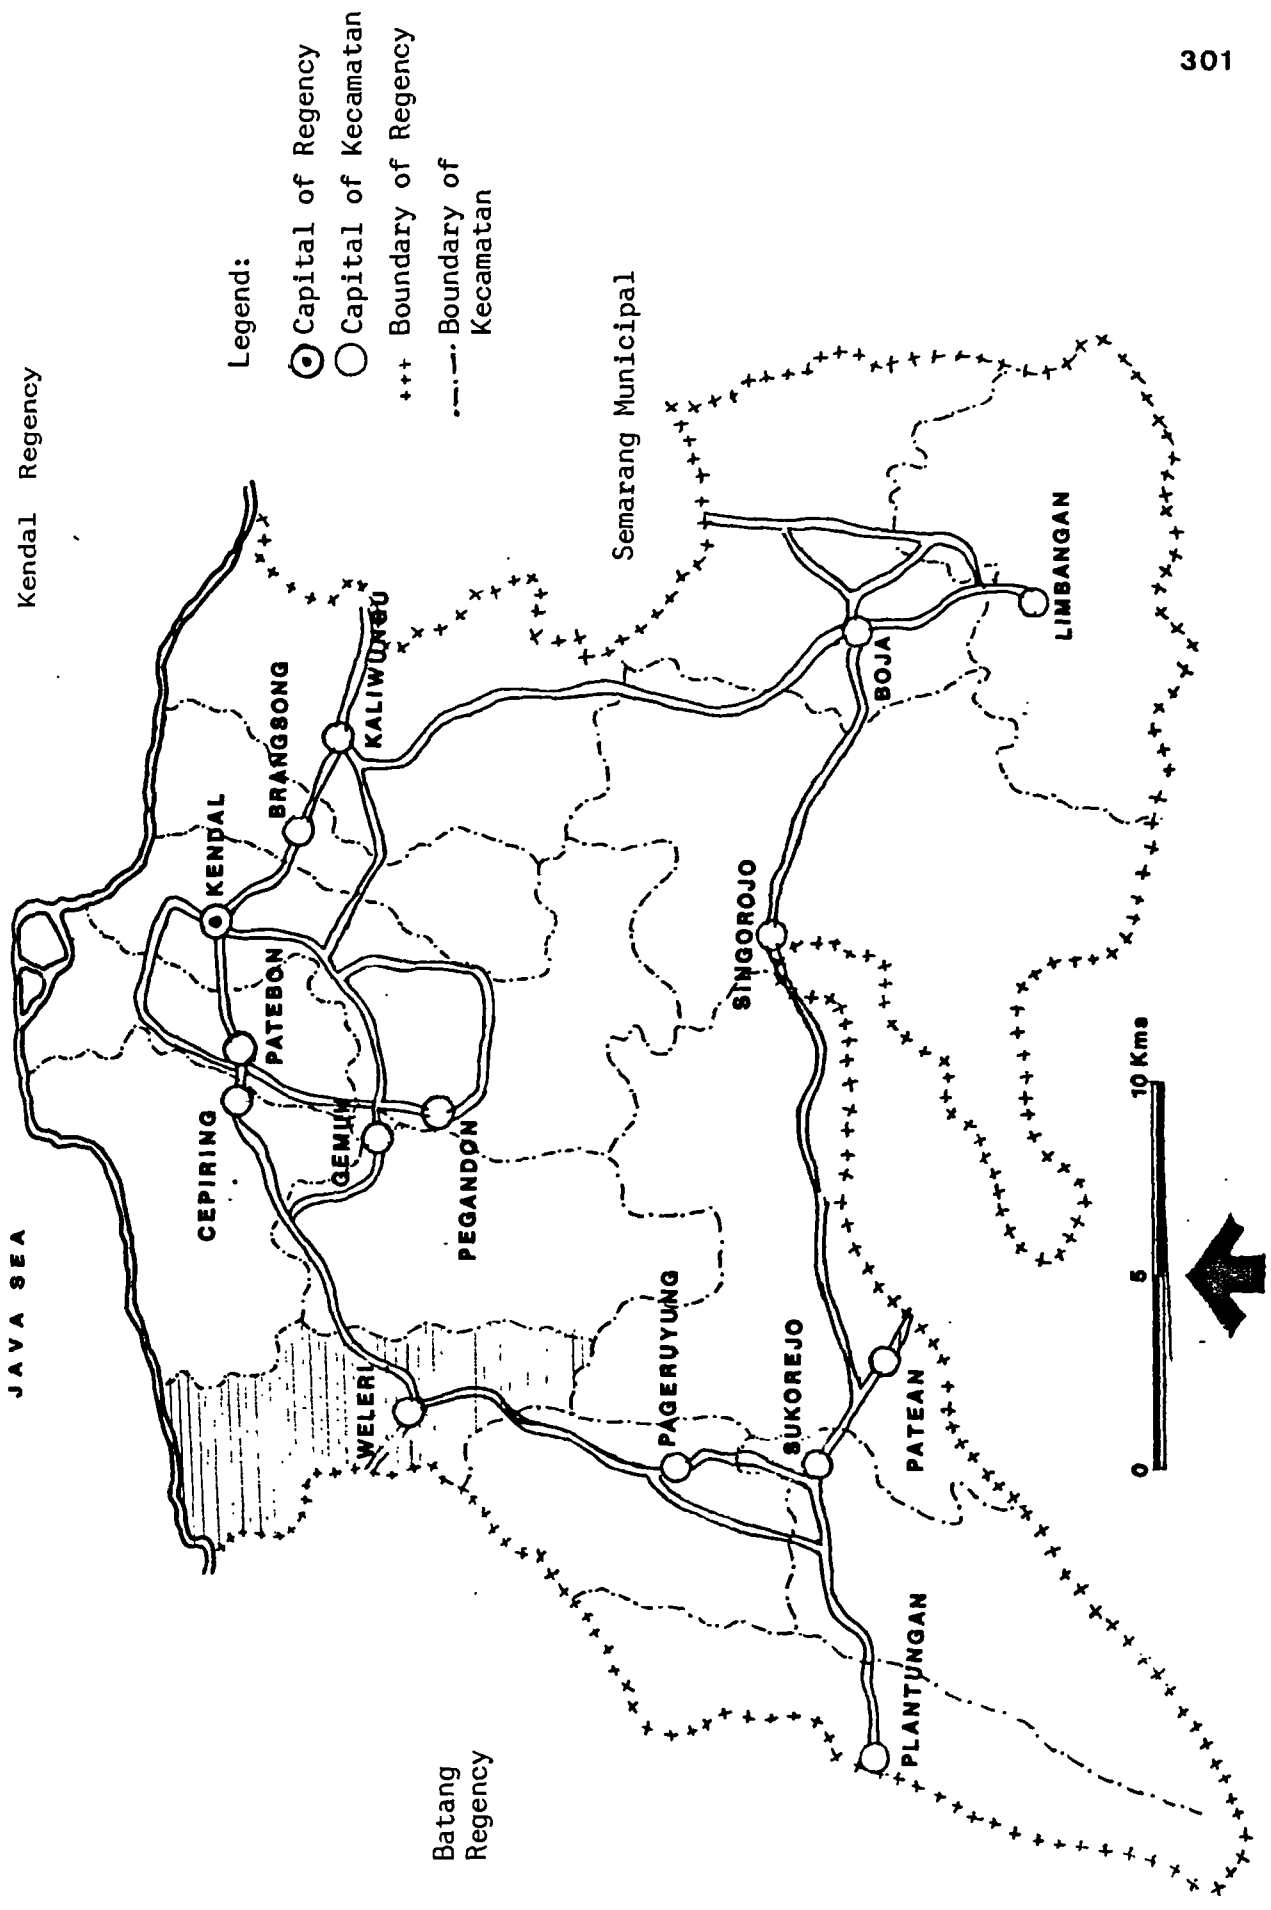 301
Kendal Regency
Legend:
Capital of Regency
Capital of Kecamatan
+++ Boundary of Regency
.—.—. Boundary of
Kecamatan
JAVA SEA
Semarang Municipal
Batang
Regency
KENDAL
BRANGSONG
KALIWUNGU
PATEBON
CEPIRING
GEMUH
PEGANDON
WELERI
PAGERUYUNG
SUKOREJO
PATEAN
PLANTUNGAN
SINGOROJO
BOJA
LIMBANGAN
0 5 10 Kms